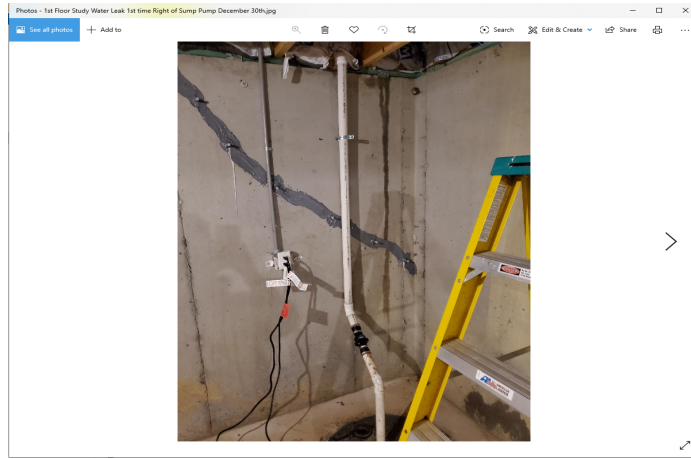 Photos - 1st Floor Study Water Leak 1st time Right of Sump Pump December 30th.jpg
See all photos
Add to
Search
Edit & Create
Share